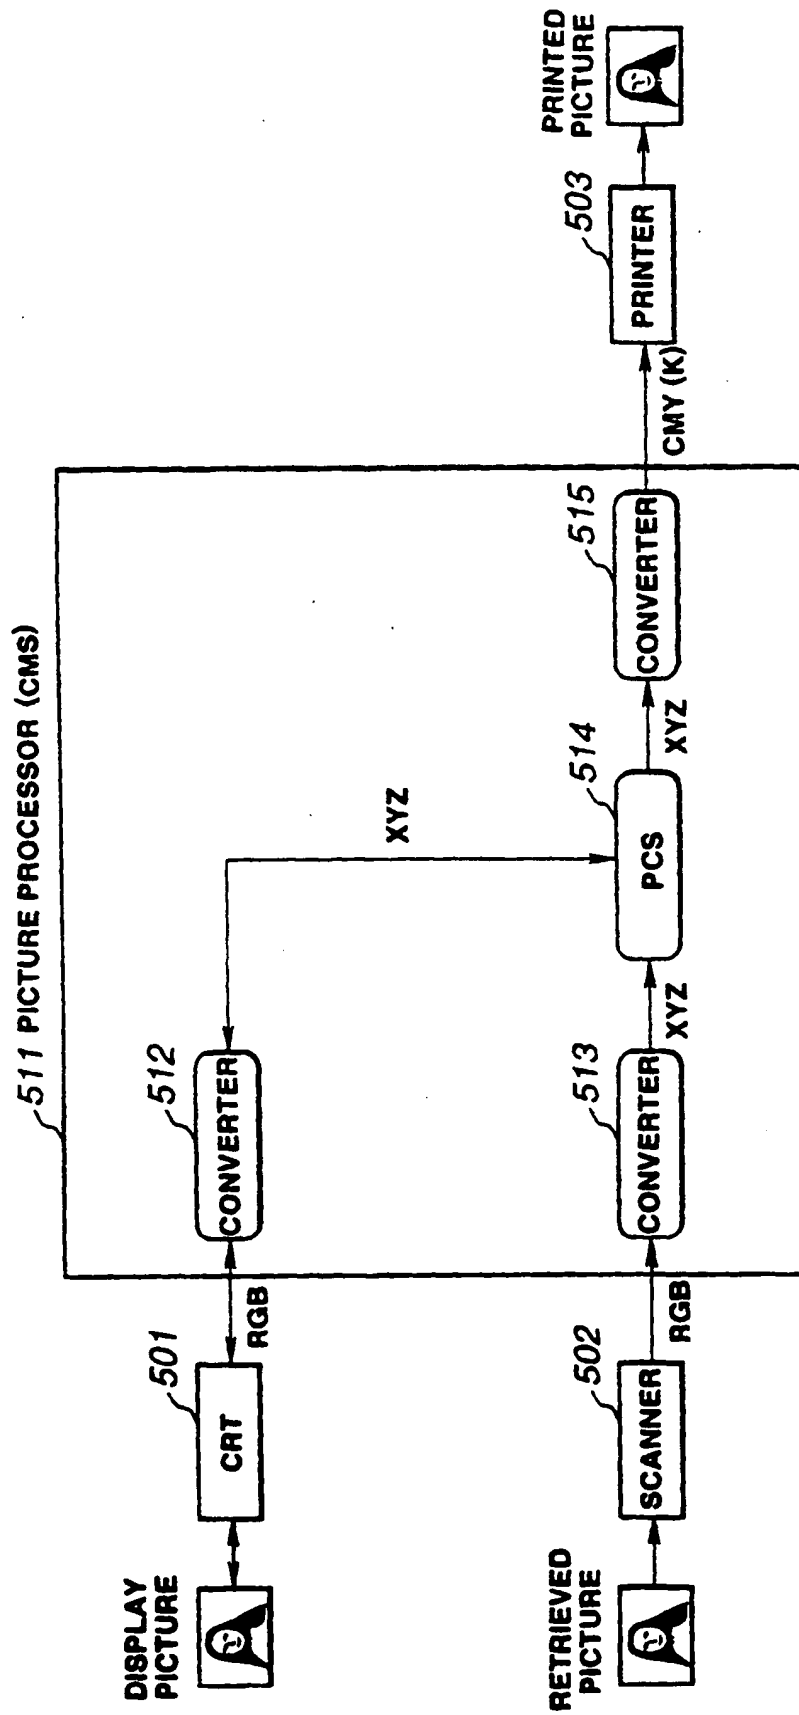 511 PICTURE PROCESSOR (CMS)
DISPLAY
PICTURE
501
CRT
RGB
512
CONVERTER
XYZ
RETRIEVED
PICTURE
502
SCANNER
RGB
513
CONVERTER
XYZ
514
PCS
XYZ
515
CONVERTER
CMY (K)
503
PRINTER
PRINTED
PICTURE